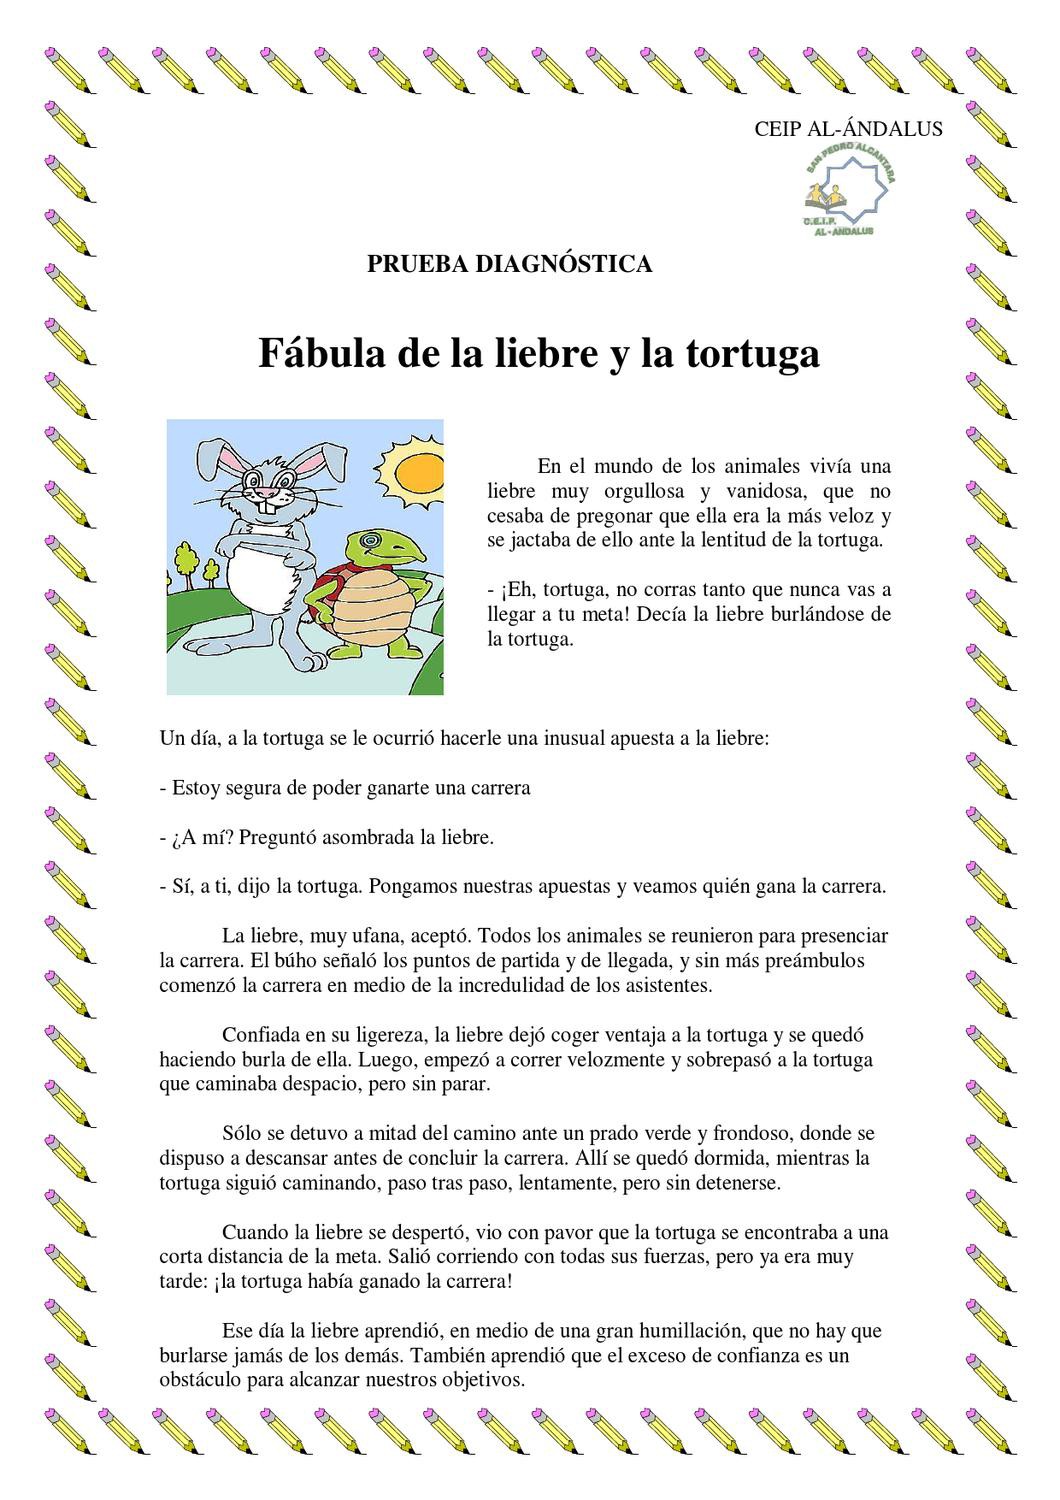 CEIP AL-ÁNDALUS
SAN PEDRO ALCANTARA
C.E.I.P.
AL-ANDALUS
PRUEBA DIAGNÓSTICA
Fábula de la liebre y la tortuga
En el mundo de los animales vivía una
liebre muy orgullosa y vanidosa, que no
cesaba de pregonar que ella era la más veloz y
se jactaba de ello ante la lentitud de la tortuga.
- ¡Eh, tortuga, no corras tanto que nunca vas a
llegar a tu meta! Decía la liebre burlándose de
la tortuga.
Un día, a la tortuga se le ocurrió hacerle una inusual apuesta a la liebre:
- Estoy segura de poder ganarte una carrera
- ¿A mí? Preguntó asombrada la liebre.
- Sí, a ti, dijo la tortuga. Pongamos nuestras apuestas y veamos quién gana la carrera.
La liebre, muy ufana, aceptó. Todos los animales se reunieron para presenciar
la carrera. El búho señaló los puntos de partida y de llegada, y sin más preámbulos
comenzó la carrera en medio de la incredulidad de los asistentes.
Confiada en su ligereza, la liebre dejó coger ventaja a la tortuga y se quedó
haciendo burla de ella. Luego, empezó a correr velozmente y sobrepasó a la tortuga
que caminaba despacio, pero sin parar.
Sólo se detuvo a mitad del camino ante un prado verde y frondoso, donde se
dispuso a descansar antes de concluir la carrera. Allí se quedó dormida, mientras la
tortuga siguió caminando, paso tras paso, lentamente, pero sin detenerse.
Cuando la liebre se despertó, vio con pavor que la tortuga se encontraba a una
corta distancia de la meta. Salió corriendo con todas sus fuerzas, pero ya era muy
tarde: ¡la tortuga había ganado la carrera!
Ese día la liebre aprendió, en medio de una gran humillación, que no hay que
burlarse jamás de los demás. También aprendió que el exceso de confianza es un
obstáculo para alcanzar nuestros objetivos.